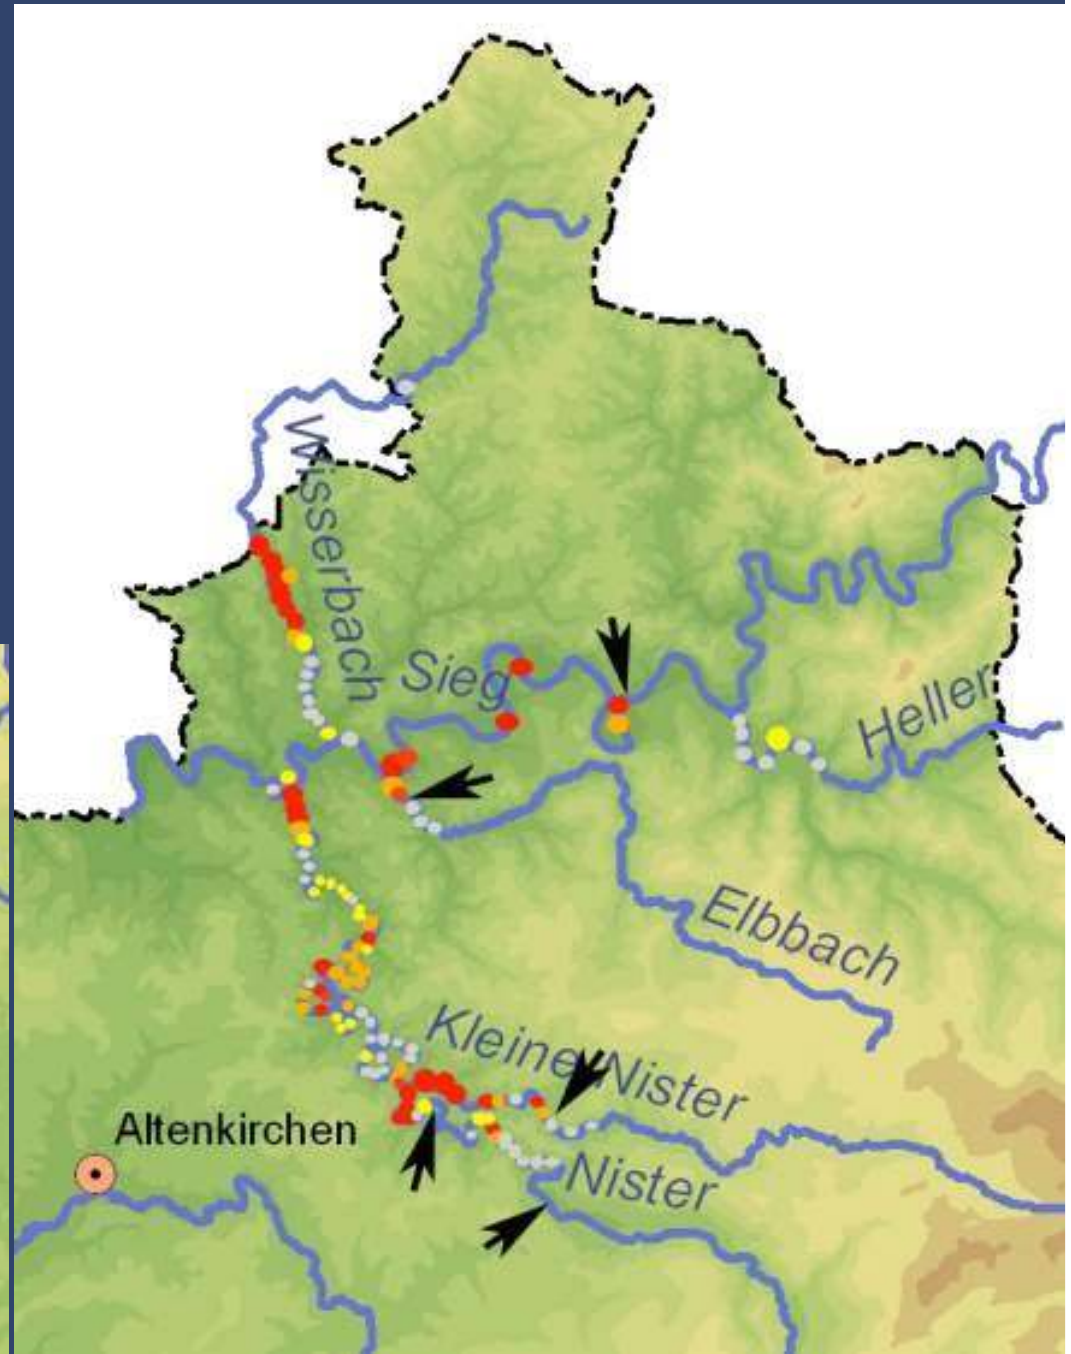 Wisserbach
Sieg
Heller
Elbbach
Kleine Nister
Altenkirchen
Nister